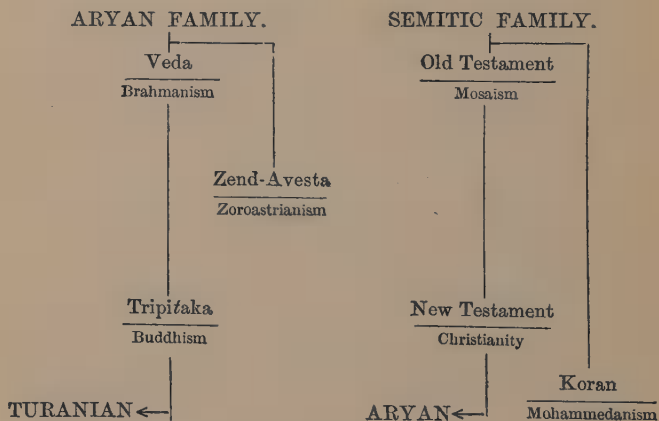 ARYAN FAMILY.
Veda
Brahmanism
Zend-Avesta
Zoroastrianism
Tripitaka
Buddhism
TURANIAN
SEMITIC FAMILY.
Old Testament
Mosaism
New Testament
Christianity
ARYAN
Koran
Mohammedanism